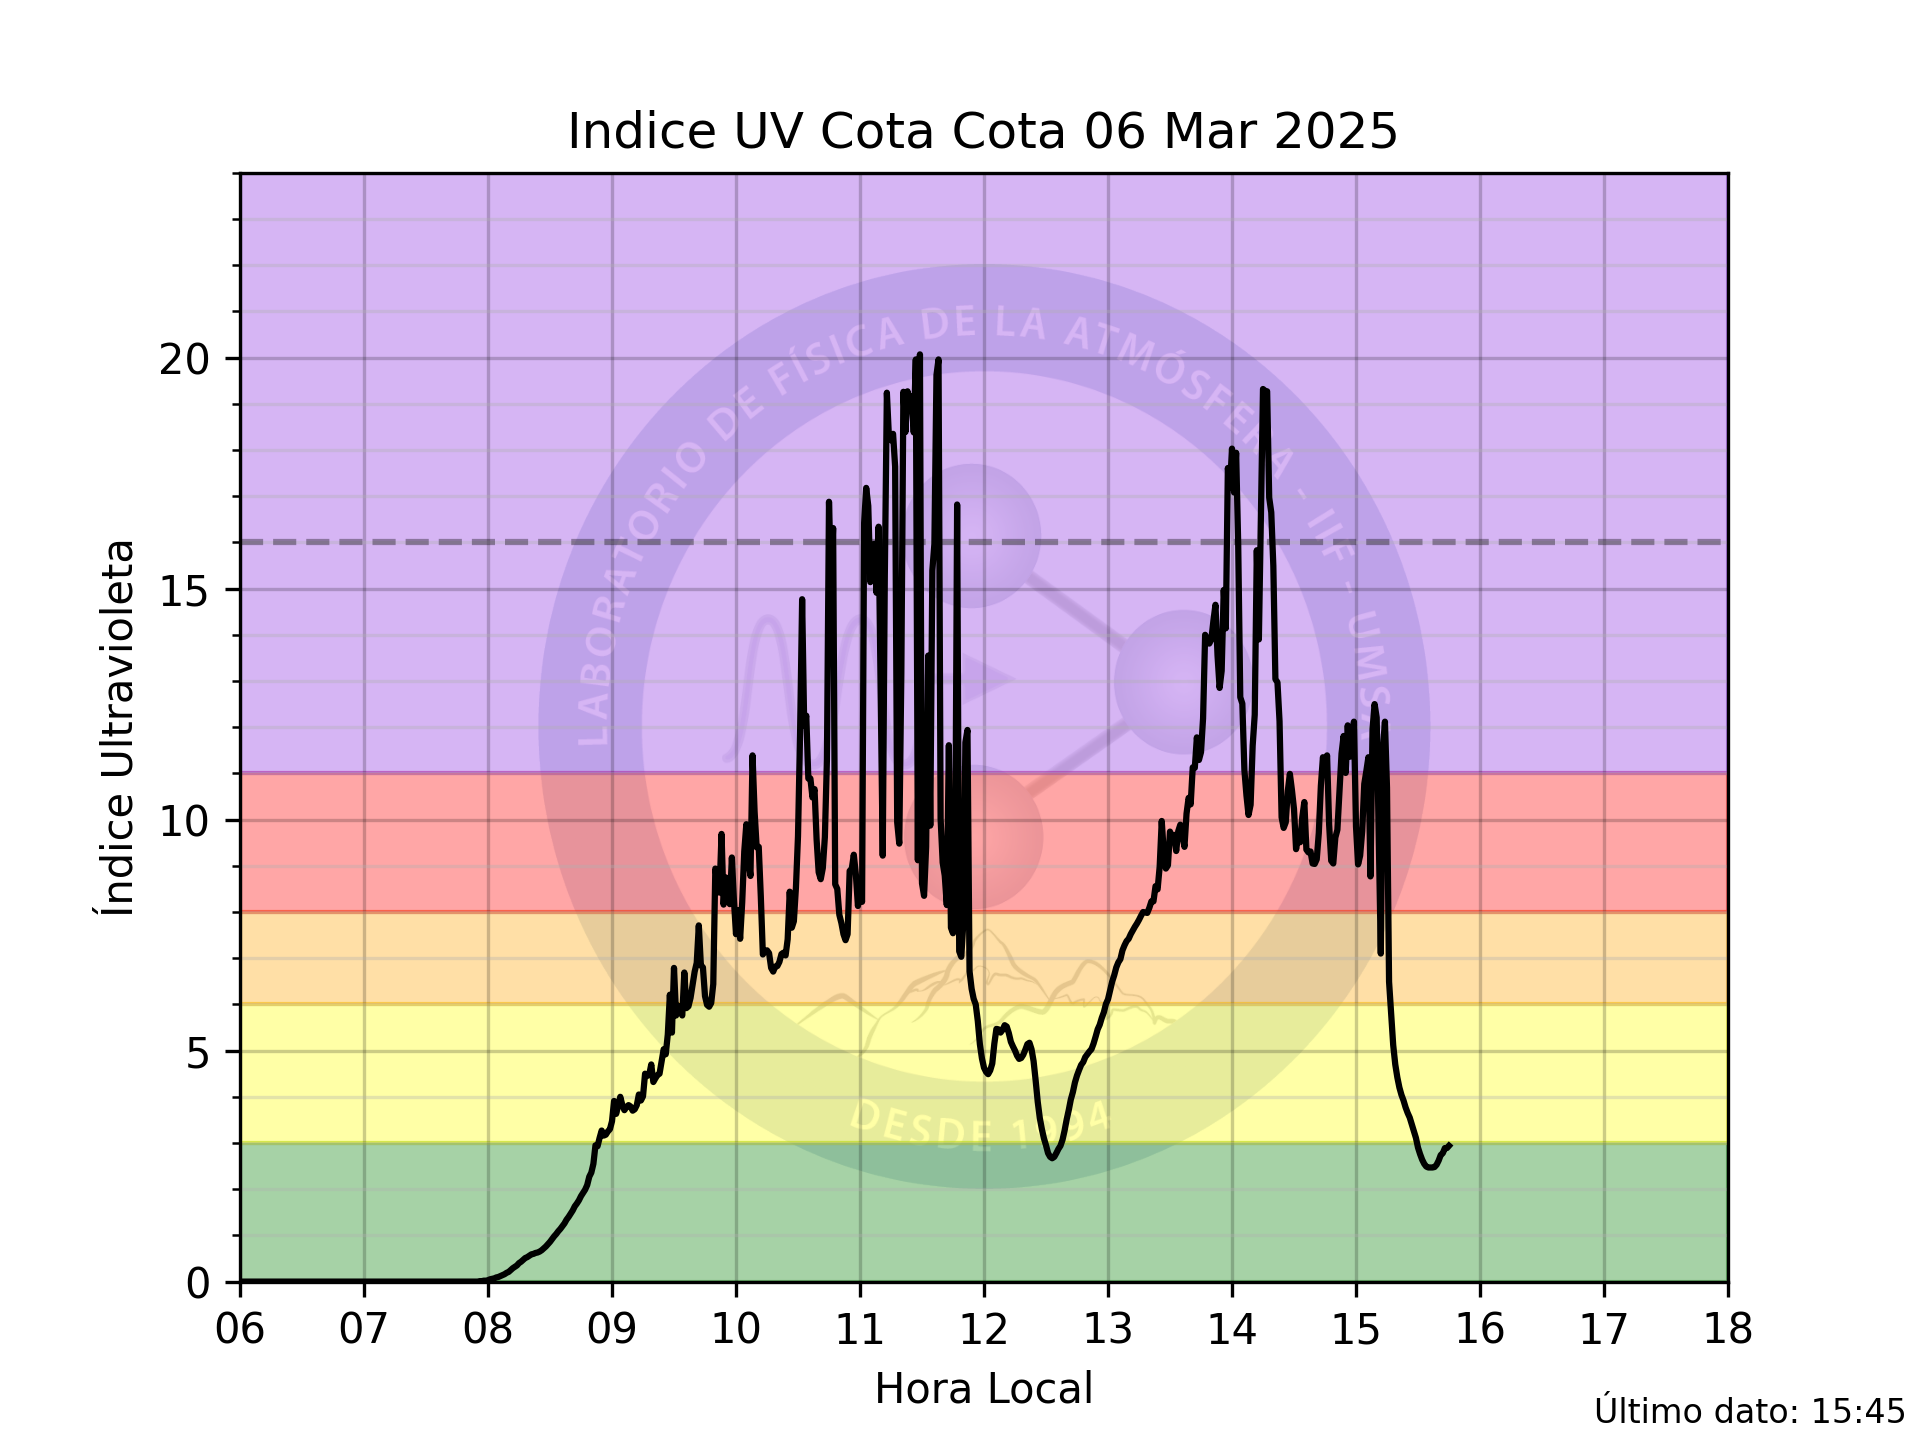 Indice UV Cota Cota 06 Mar 2025
Índice Ultravioleta
20
15
10
5
0
06 07 08 09 10 11 12 13 14 15 16 17 18
Hora Local
Último dato: 15:45
LABORATORIO DE FÍSICA DE LA ATMÓSFERA - IIF - UMSA
DESDE 1994